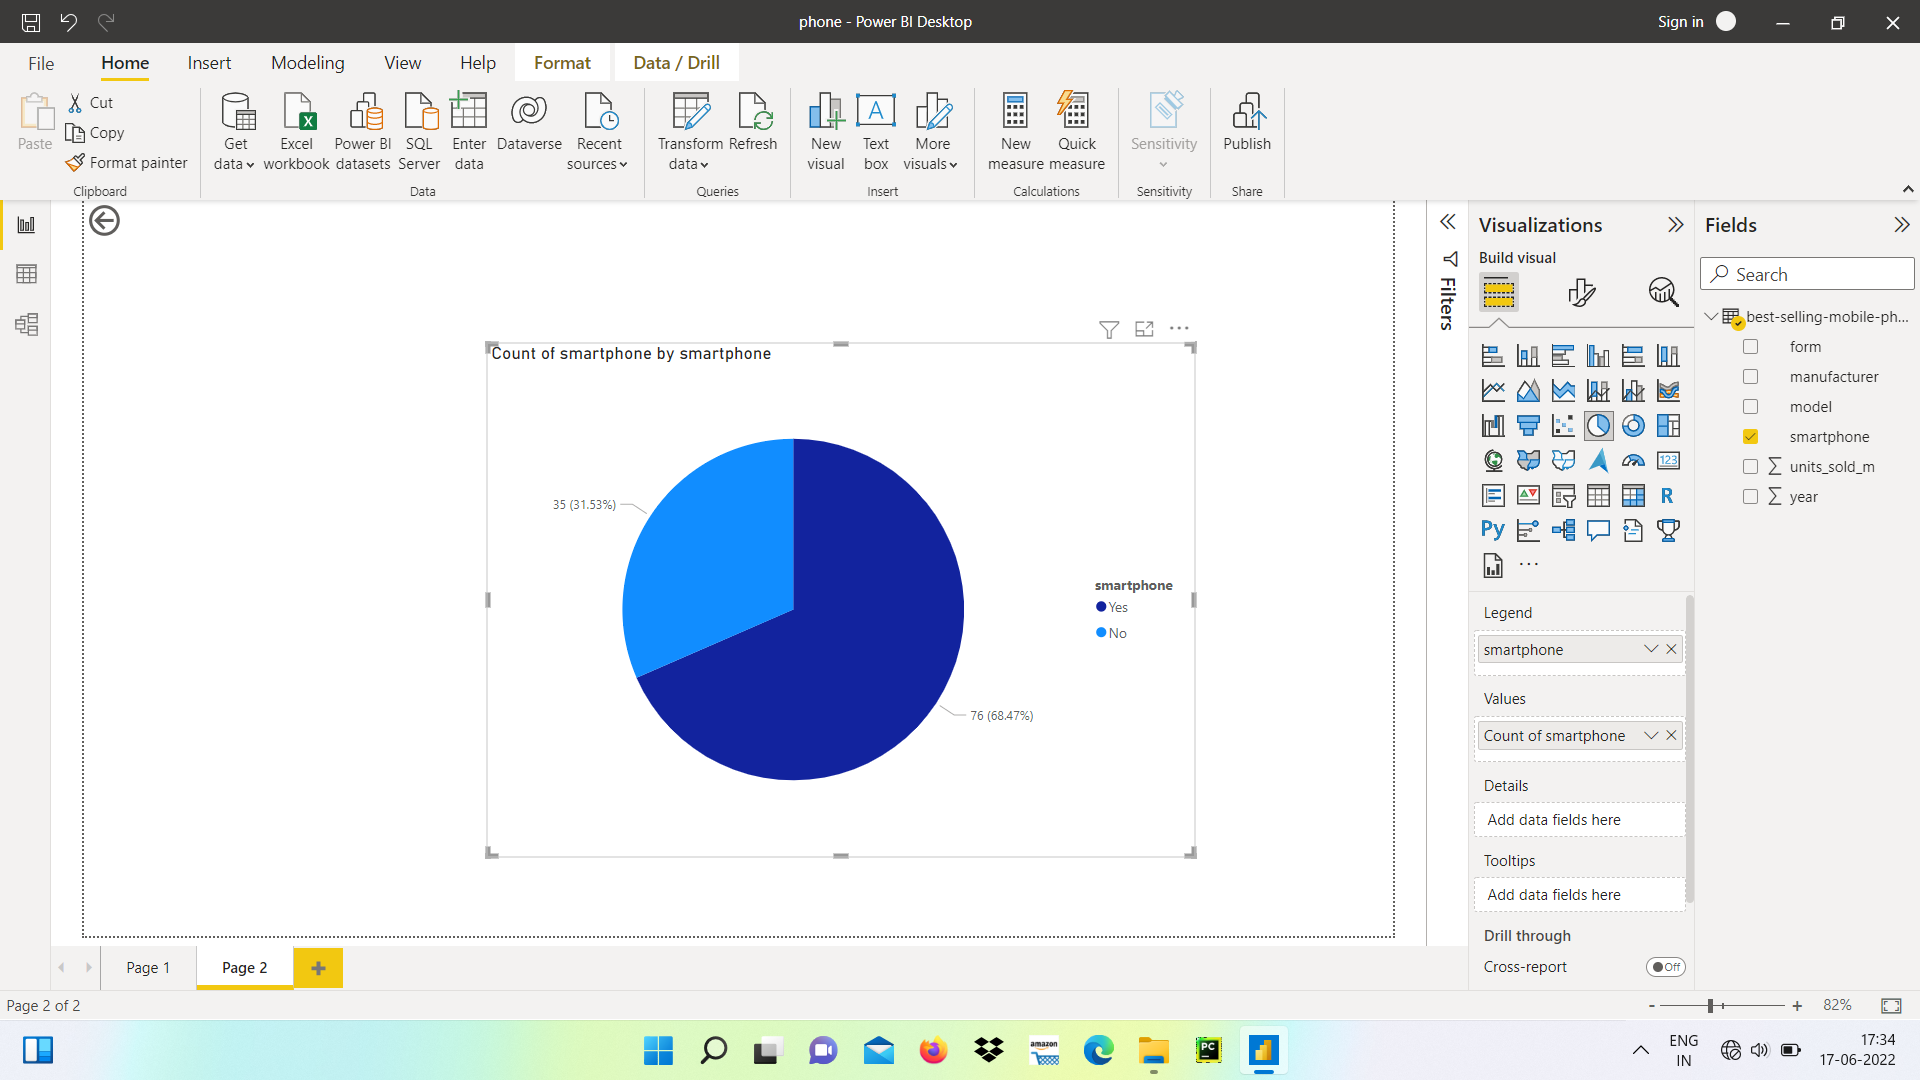 phone - Power BI Desktop
Sign in
File Home Insert Modeling View Help Format Data / Drill
Paste
Cut
Copy
Format painter
Clipboard
Get data
Excel workbook
Power BI datasets
SQL Server
Enter data
Dataverse
Recent sources
Data
Transform data
Refresh
Queries
New visual
A
Text box
More visuals
Insert
New measure
Quick measure
Calculations
Sensitivity
Sensitivity
Publish
Share
Count of smartphone by smartphone
35 (31.53%)
76 (68.47%)
smartphone
Yes
No
Filters
Visualizations
Build visual
123
R
Py
Legend
smartphone
Values
Count of smartphone
Details
Add data fields here
Tooltips
Add data fields here
Drill through
Cross-report
Off
Fields
Search
best-selling-mobile-ph...
form
manufacturer
model
smartphone
units_sold_m
year
Page 1
Page 2
Page 2 of 2
- + 82%
amazon
PC
ENG
IN
17:34
17-06-2022